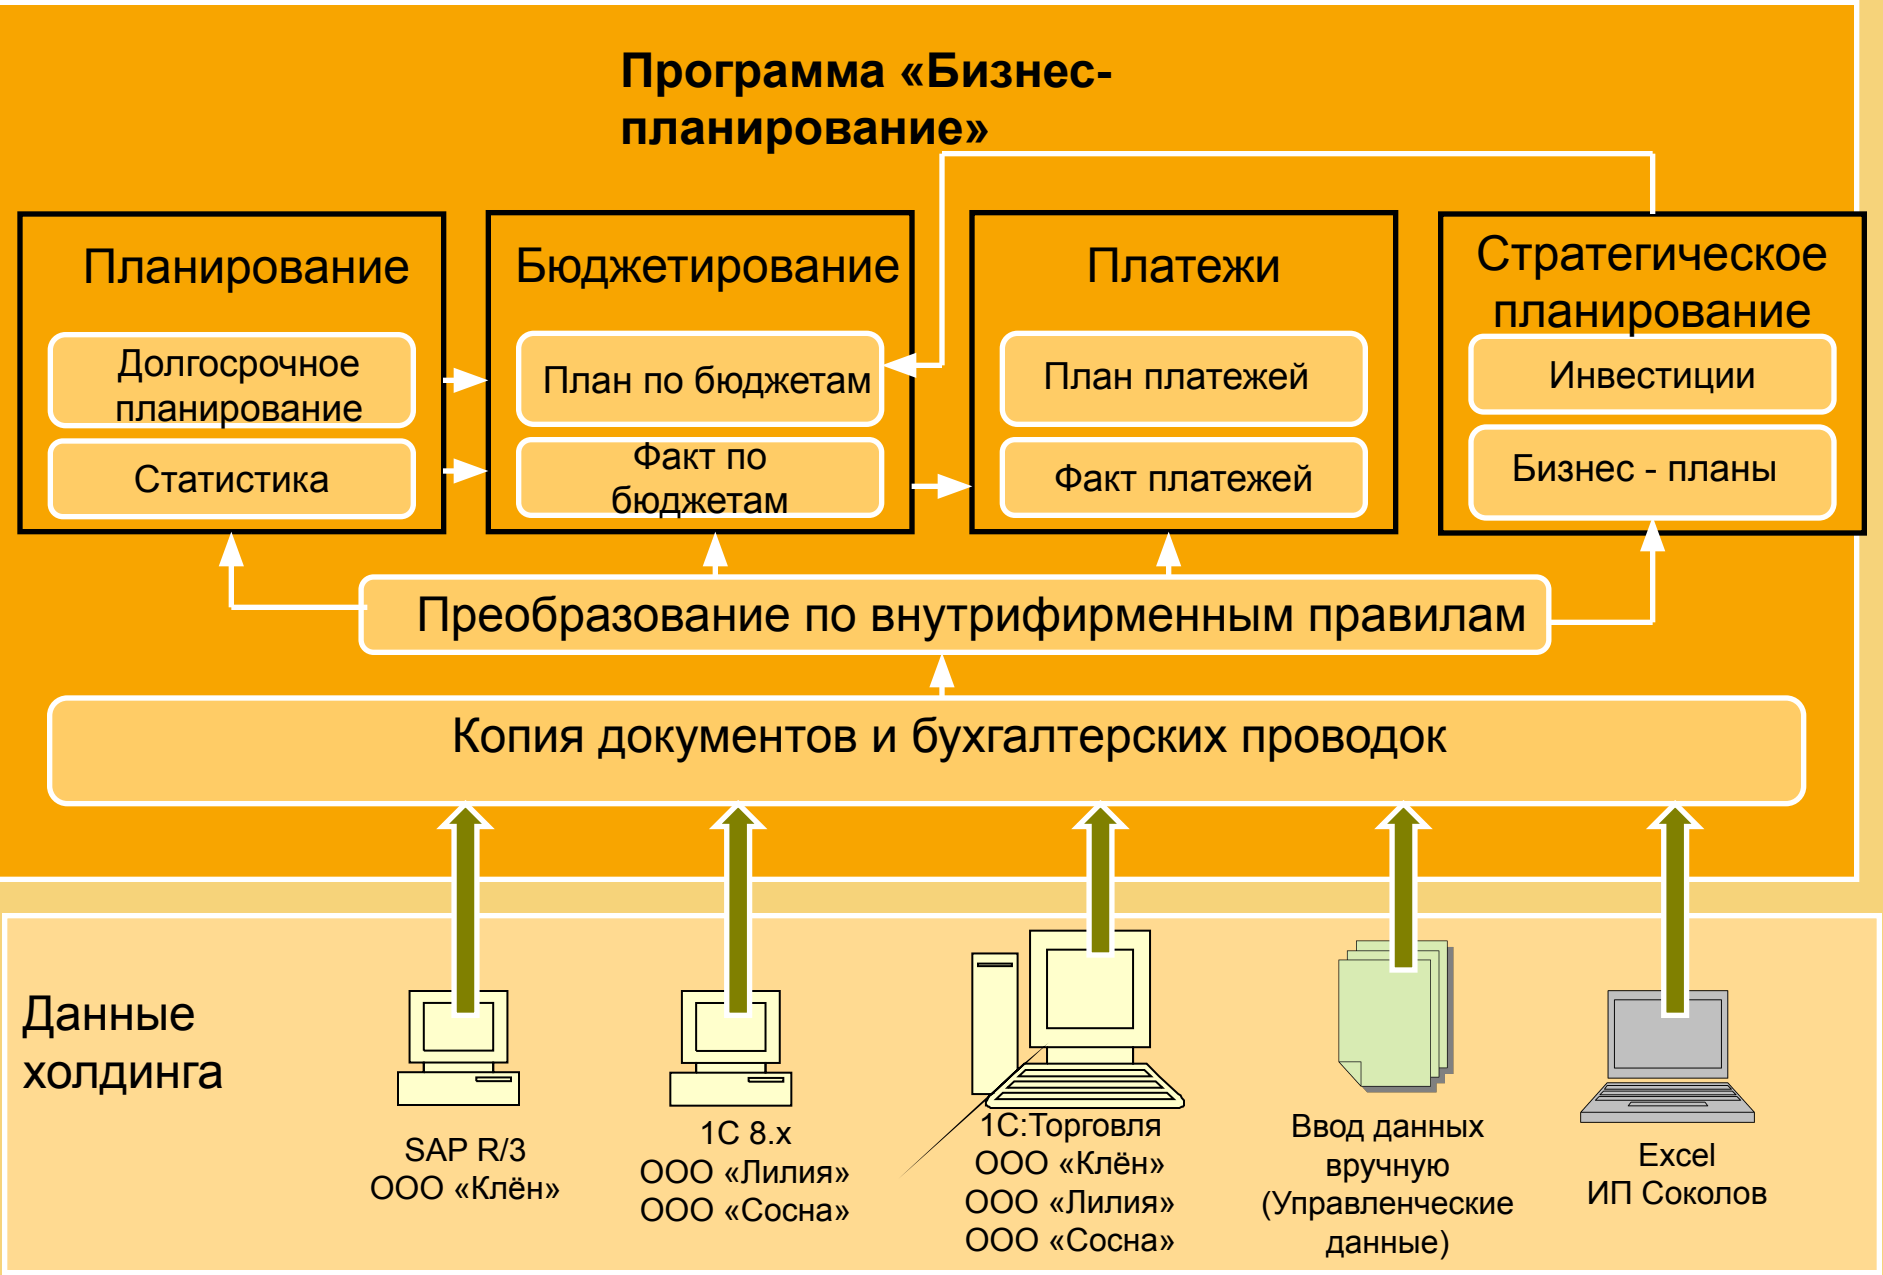 Программа «Бизнес-
планирование»
Планирование
Долгосрочное
планирование
Статистика
Бюджетирование
План по бюджетам
Факт по
бюджетам
Платежи
План платежей
Факт платежей
Стратегическое
планирование
Инвестиции
Бизнес - планы
Преобразование по внутрифирменным правилам
Копия документов и бухгалтерских проводок
Данные
холдинга
SAP R/3
ООО «Клён»
1С 8.х
ООО «Лилия»
ООО «Сосна»
1С:Торговля
ООО «Клён»
ООО «Лилия»
ООО «Сосна»
Ввод данных
вручную
(Управленческие
данные)
Excel
ИП Соколов